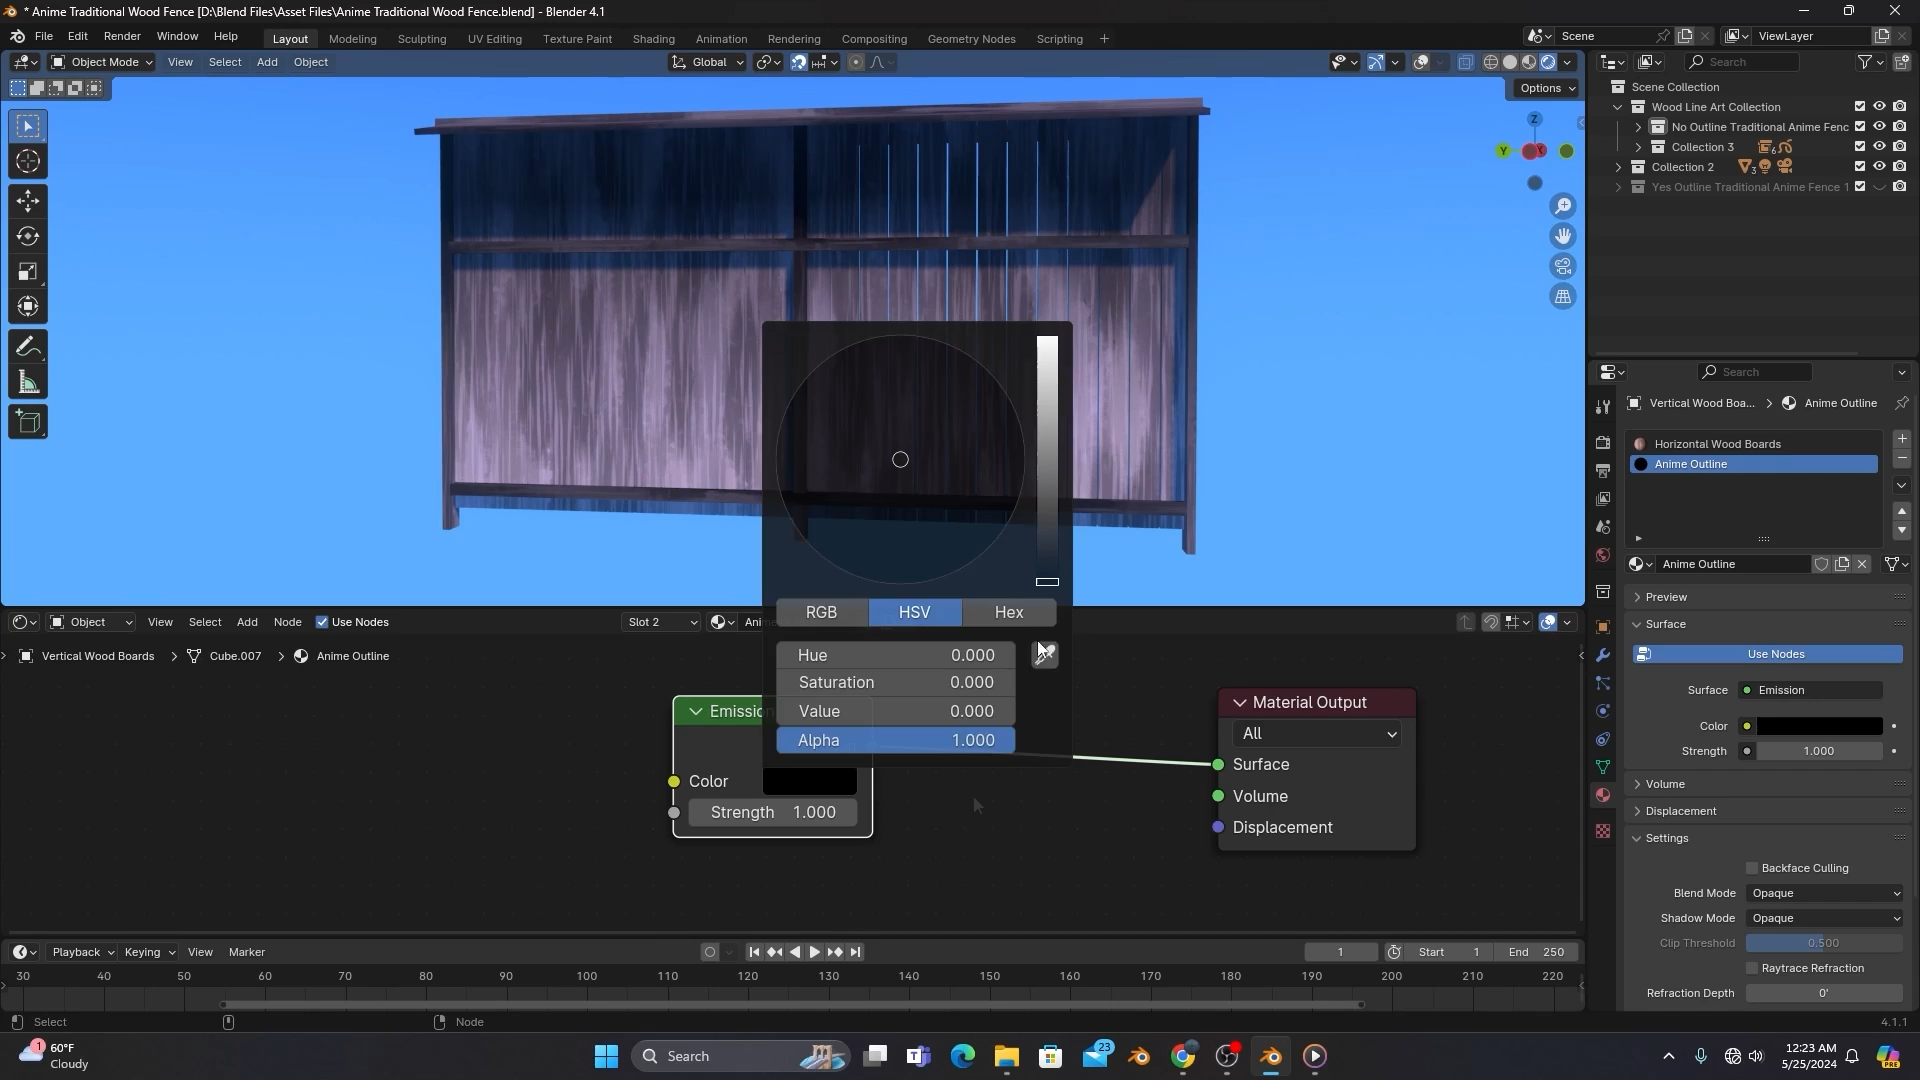 * Anime Traditional Wood Fence [D:\Blend Files\Asset Files\Anime Traditional Wood Fence.blend] - Blender 4.1
File Edit Render Window Help Layout Modeling Sculpting UV Editing Texture Paint Shading Animation Rendering Compositing Geometry Nodes Scripting + Scene ViewLayer
Object Mode View Select Add Object Global Search
Options
Scene Collection
Wood Line Art Collection
No Outline Traditional Anime Fenc
Collection 3 6
Collection 2 3
Yes Outline Traditional Anime Fence 1
Z
Y X
Search
Vertical Wood Boa... > Anime Outline
Horizontal Wood Boards
Anime Outline
Anime Outline
Preview
Surface
Use Nodes
Surface Emission
Color
Strength 1.000
Volume
Displacement
Settings
Backface Culling
Blend Mode Opaque
Shadow Mode Opaque
Clip Threshold 0.500
Raytrace Refraction
Refraction Depth 0'
RGB HSV Hex
Hue 0.000
Saturation 0.000
Value 0.000
Alpha 1.000
Object View Select Add Node Use Nodes Slot 2
Vertical Wood Boards > Cube.007 > Anime Outline
Color
Strength 1.000
Material Output
All
Surface
Volume
Displacement
Playback Keying View Marker 1 Start 1 End 250
30 40 50 60 70 80 90 100 110 120 130 140 150 160 170 180 190 200 210 220
Select Node 4.1.1
1 60°F
Cloudy
Search
23
12:23 AM
5/25/2024
PRE